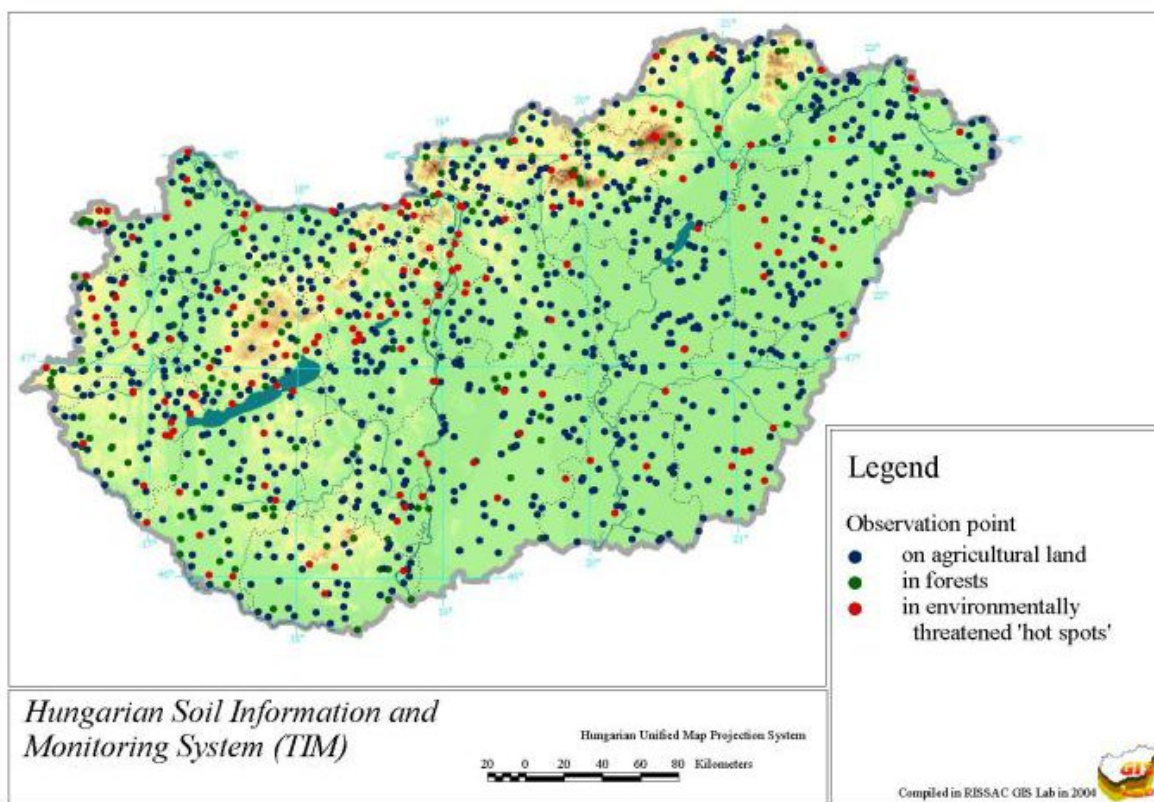 Legend
Observation point
on agricultural land
in forests
in environmentally
threatened 'hot spots'
Hungarian Soil Information and
Monitoring System (TIM)
Hungarian Unified Map Projection System
20 0 20 40 60 80 Kilometers
Compiled in RISSAC GIS Lab in 2004
GIS